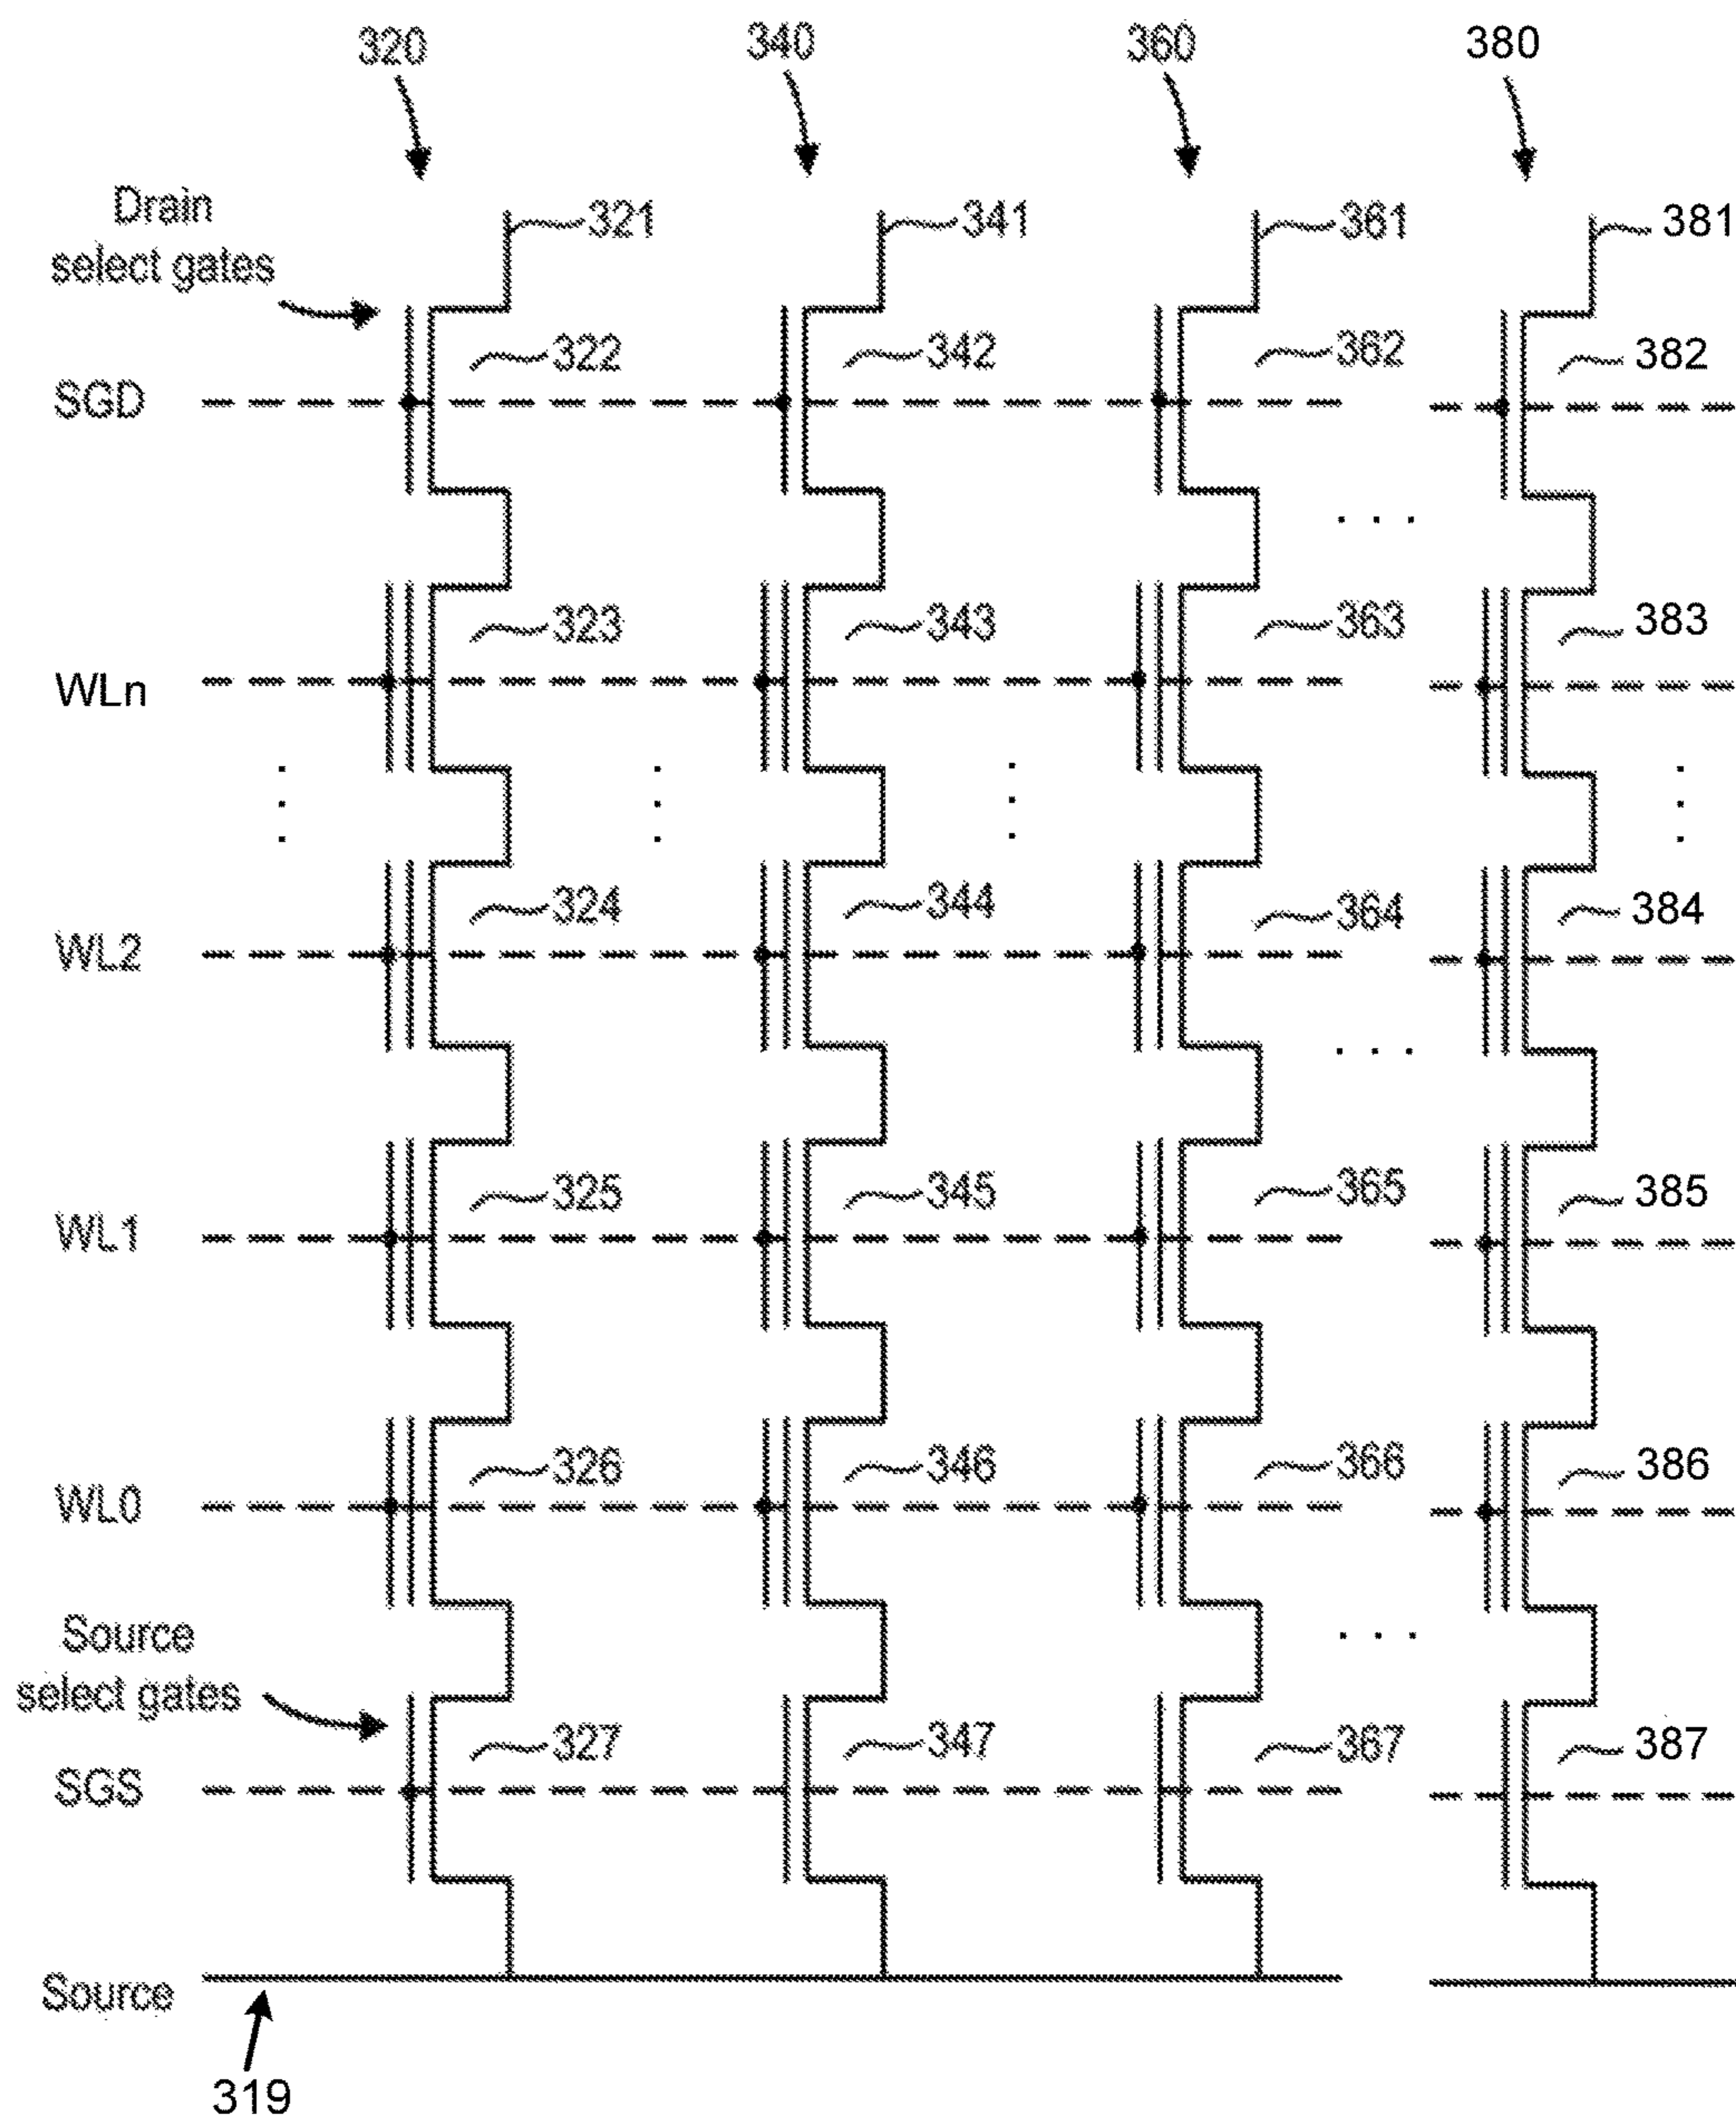 320 340 360 380
Drain
select gates
321 341 361 381
322 342 362 382
SGD
. . .
323 343 363 383
WLn
324 344 364 384
WL2
. . .
325 345 365 385
WL1
326 346 366 386
WL0
Source
select gates
. . .
327 347 367 387
SGS
Source
319